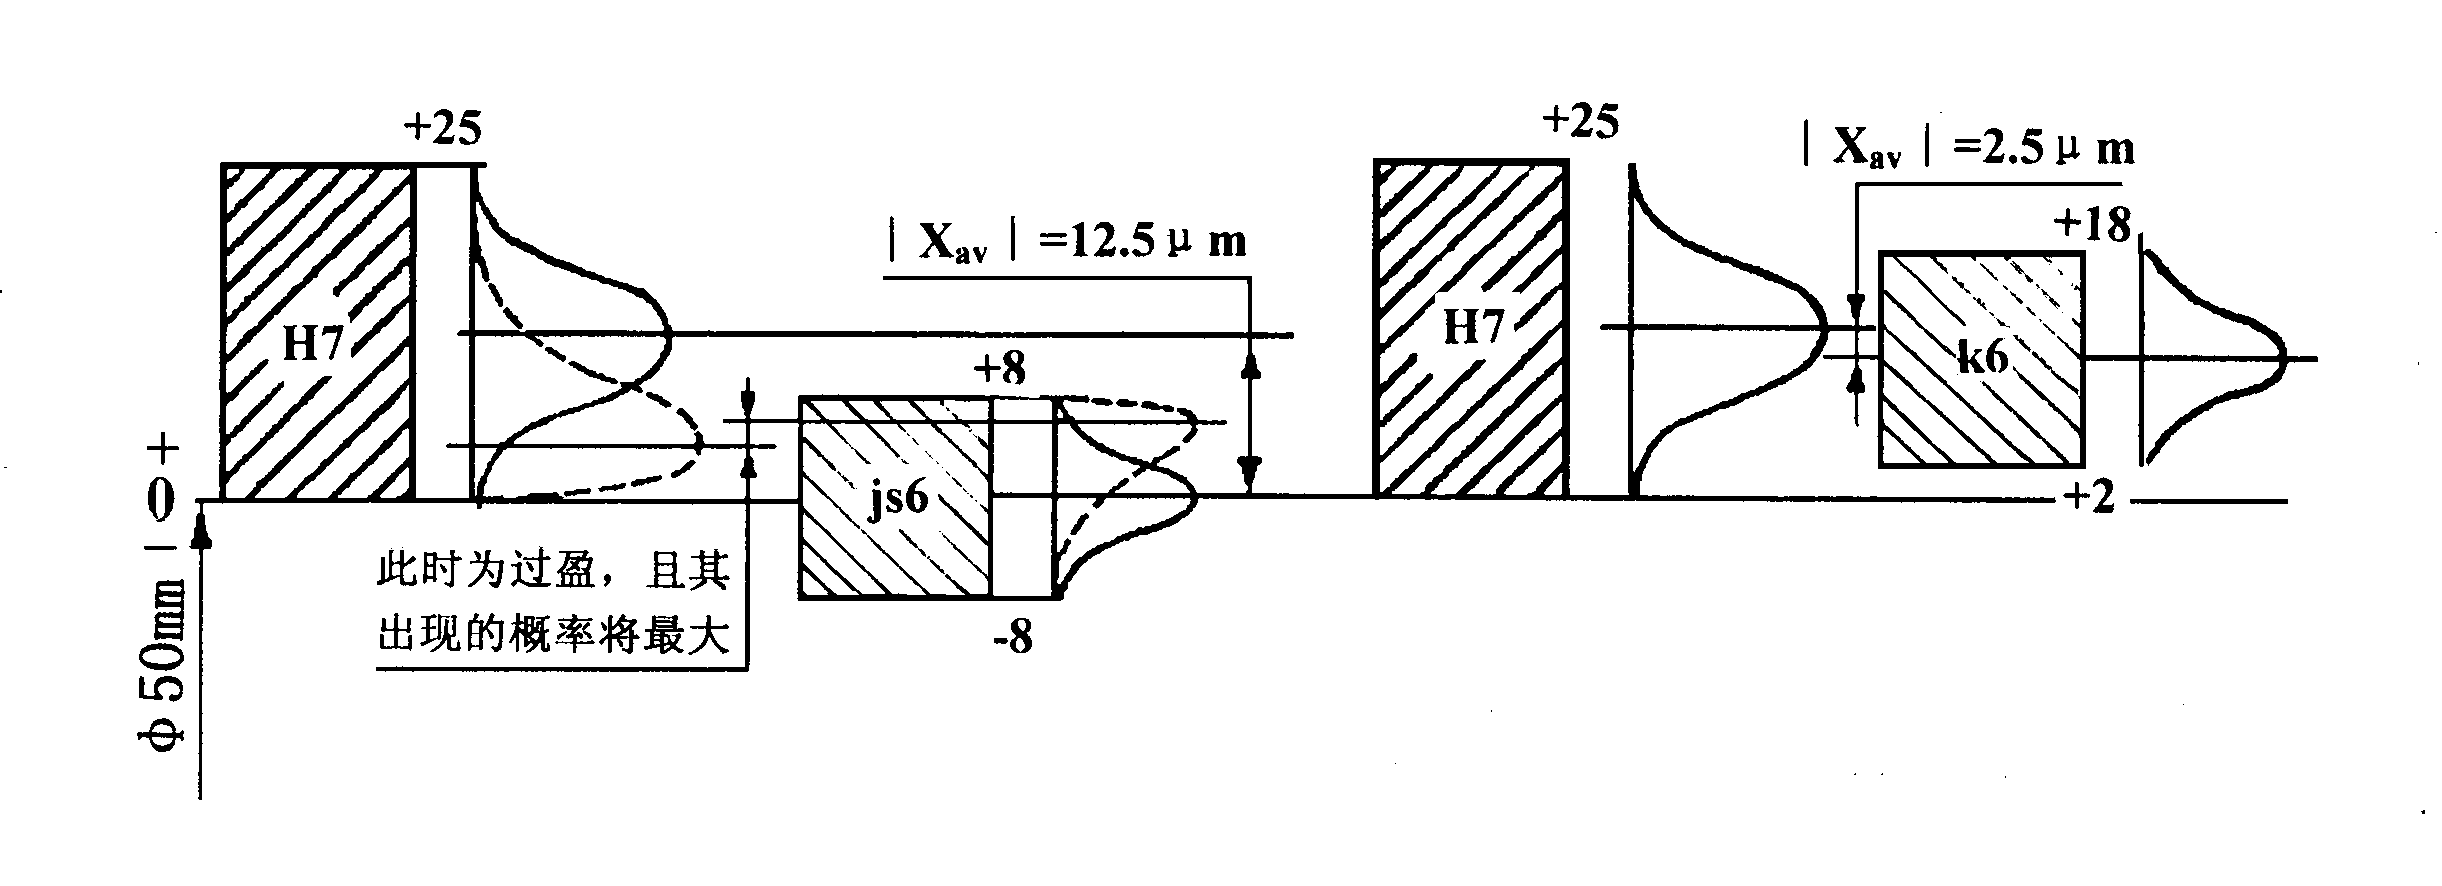 +25
H7
+
0
−
ф50mm
此时为过盈，且其
出现的概率将最大
| Xav | =12.5μm
+8
js6
-8
+25
H7
| Xav | =2.5μm
+18
k6
+2